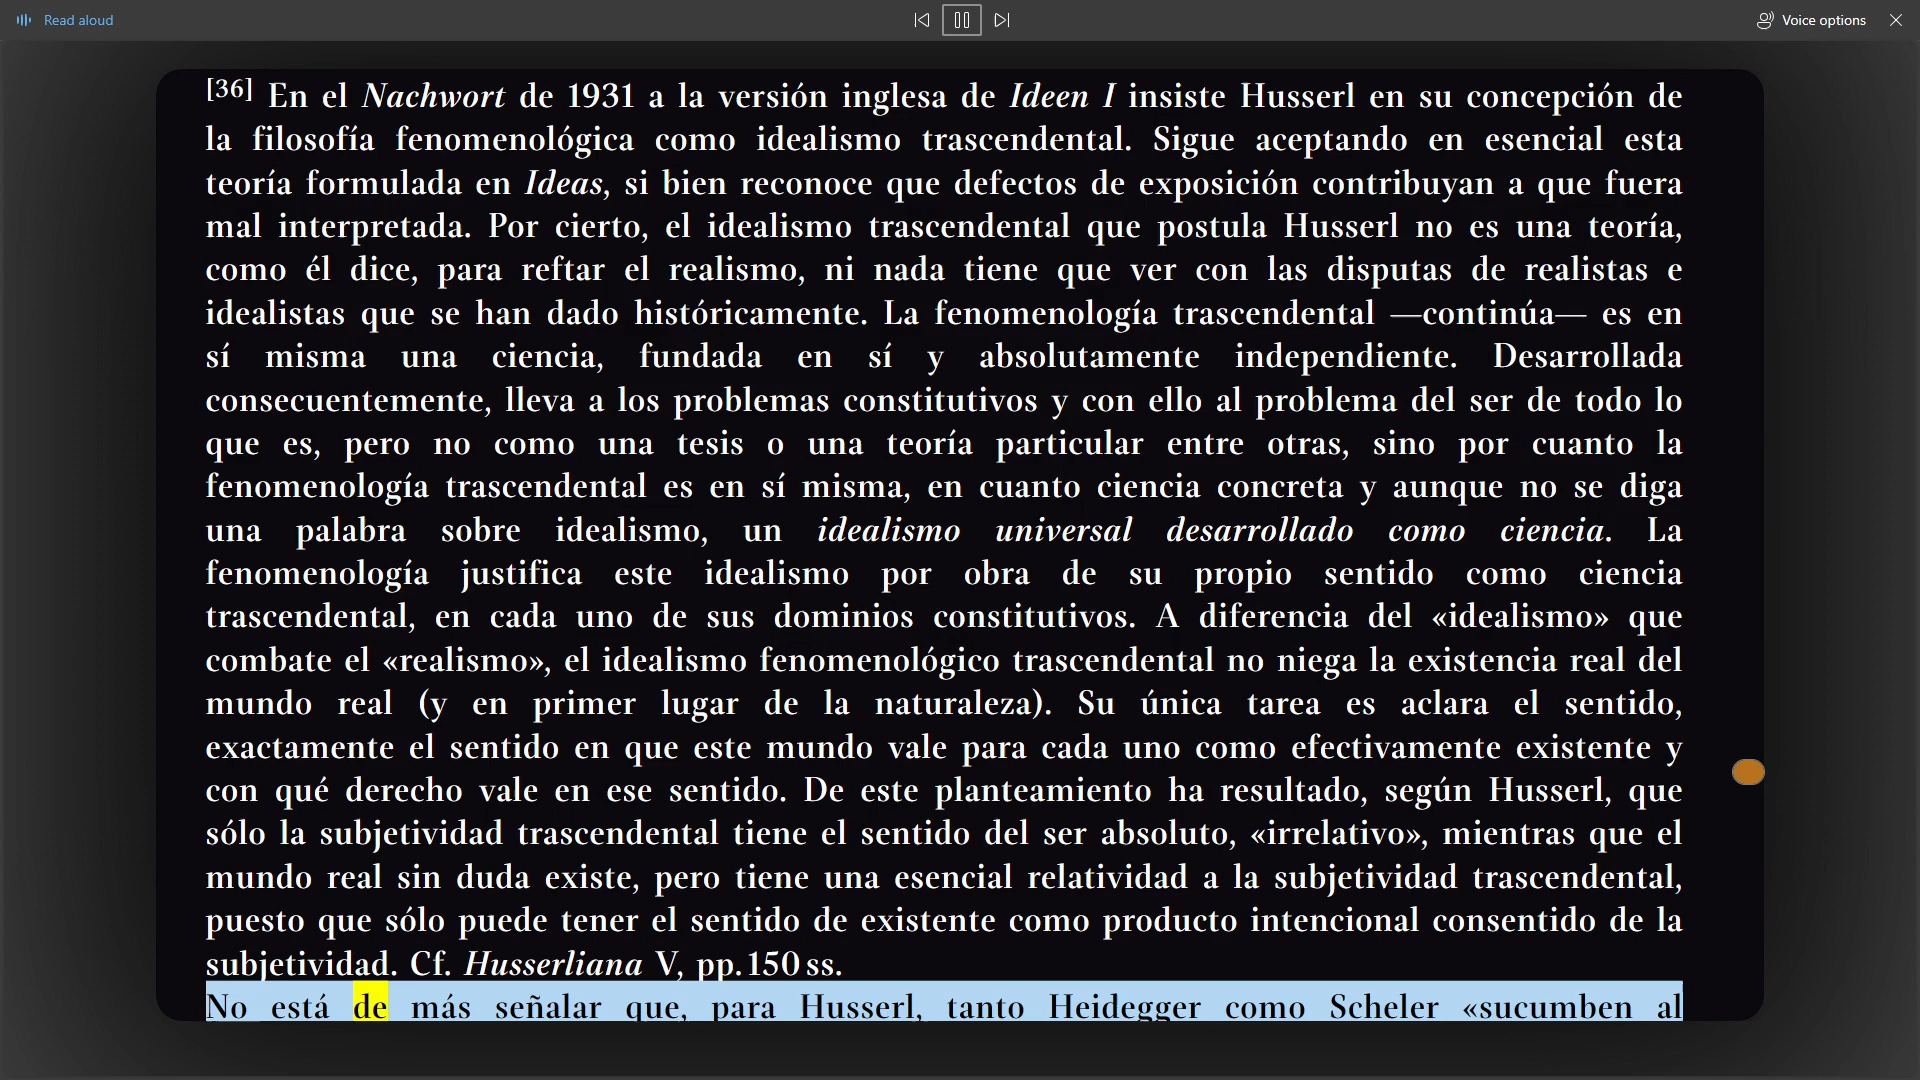 Read aloud
Voice options
[36] En el Nachwort de 1931 a la versión inglesa de Ideen I insiste Husserl en su concepción de
la filosofía fenomenológica como idealismo trascendental. Sigue aceptando en esencial esta
teoría formulada en Ideas, si bien reconoce que defectos de exposición contribuyan a que fuera
mal interpretada. Por cierto, el idealismo trascendental que postula Husserl no es una teoría,
como él dice, para reftar el realismo, ni nada tiene que ver con las disputas de realistas e
idealistas que se han dado históricamente. La fenomenología trascendental —continúa— es en
sí misma una ciencia, fundada en sí y absolutamente independiente. Desarrollada
consecuentemente, lleva a los problemas constitutivos y con ello al problema del ser de todo lo
que es, pero no como una tesis o una teoría particular entre otras, sino por cuanto la
fenomenología trascendental es en sí misma, en cuanto ciencia concreta y aunque no se diga
una palabra sobre idealismo, un idealismo universal desarrollado como ciencia. La
fenomenología justifica este idealismo por obra de su propio sentido como ciencia
trascendental, en cada uno de sus dominios constitutivos. A diferencia del «idealismo» que
combate el «realismo», el idealismo fenomenológico trascendental no niega la existencia real del
mundo real (y en primer lugar de la naturaleza). Su única tarea es aclara el sentido,
exactamente el sentido en que este mundo vale para cada uno como efectivamente existente y
con qué derecho vale en ese sentido. De este planteamiento ha resultado, según Husserl, que
sólo la subjetividad trascendental tiene el sentido del ser absoluto, «irrelativo», mientras que el
mundo real sin duda existe, pero tiene una esencial relatividad a la subjetividad trascendental,
puesto que sólo puede tener el sentido de existente como producto intencional consentido de la
subjetividad. Cf. Husserliana V, pp. 150 ss.
No está de más señalar que, para Husserl, tanto Heidegger como Scheler «sucumben al